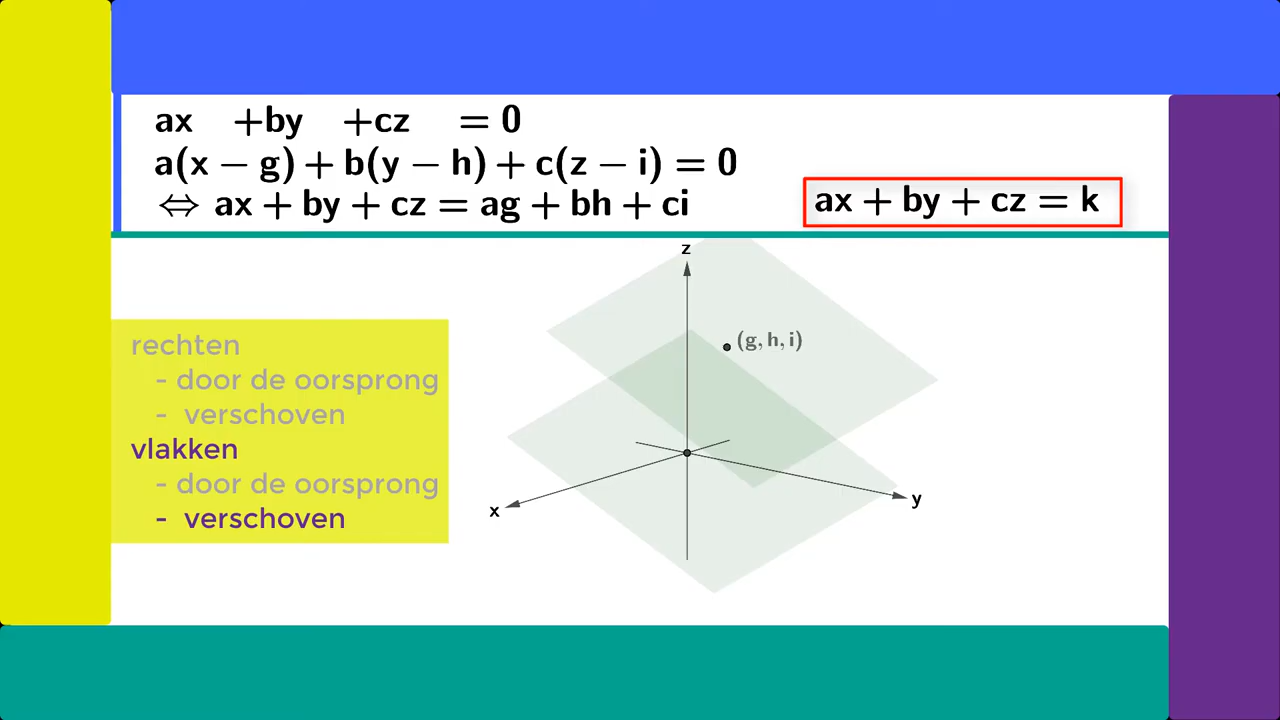 ax +by +cz = 0
a(x − g) + b(y − h) + c(z − i) = 0
⇔ ax + by + cz = ag + bh + ci
ax + by + cz = k
z
(g, h, i)
x
y
rechten
- door de oorsprong
- verschoven
vlakken
- door de oorsprong
- verschoven